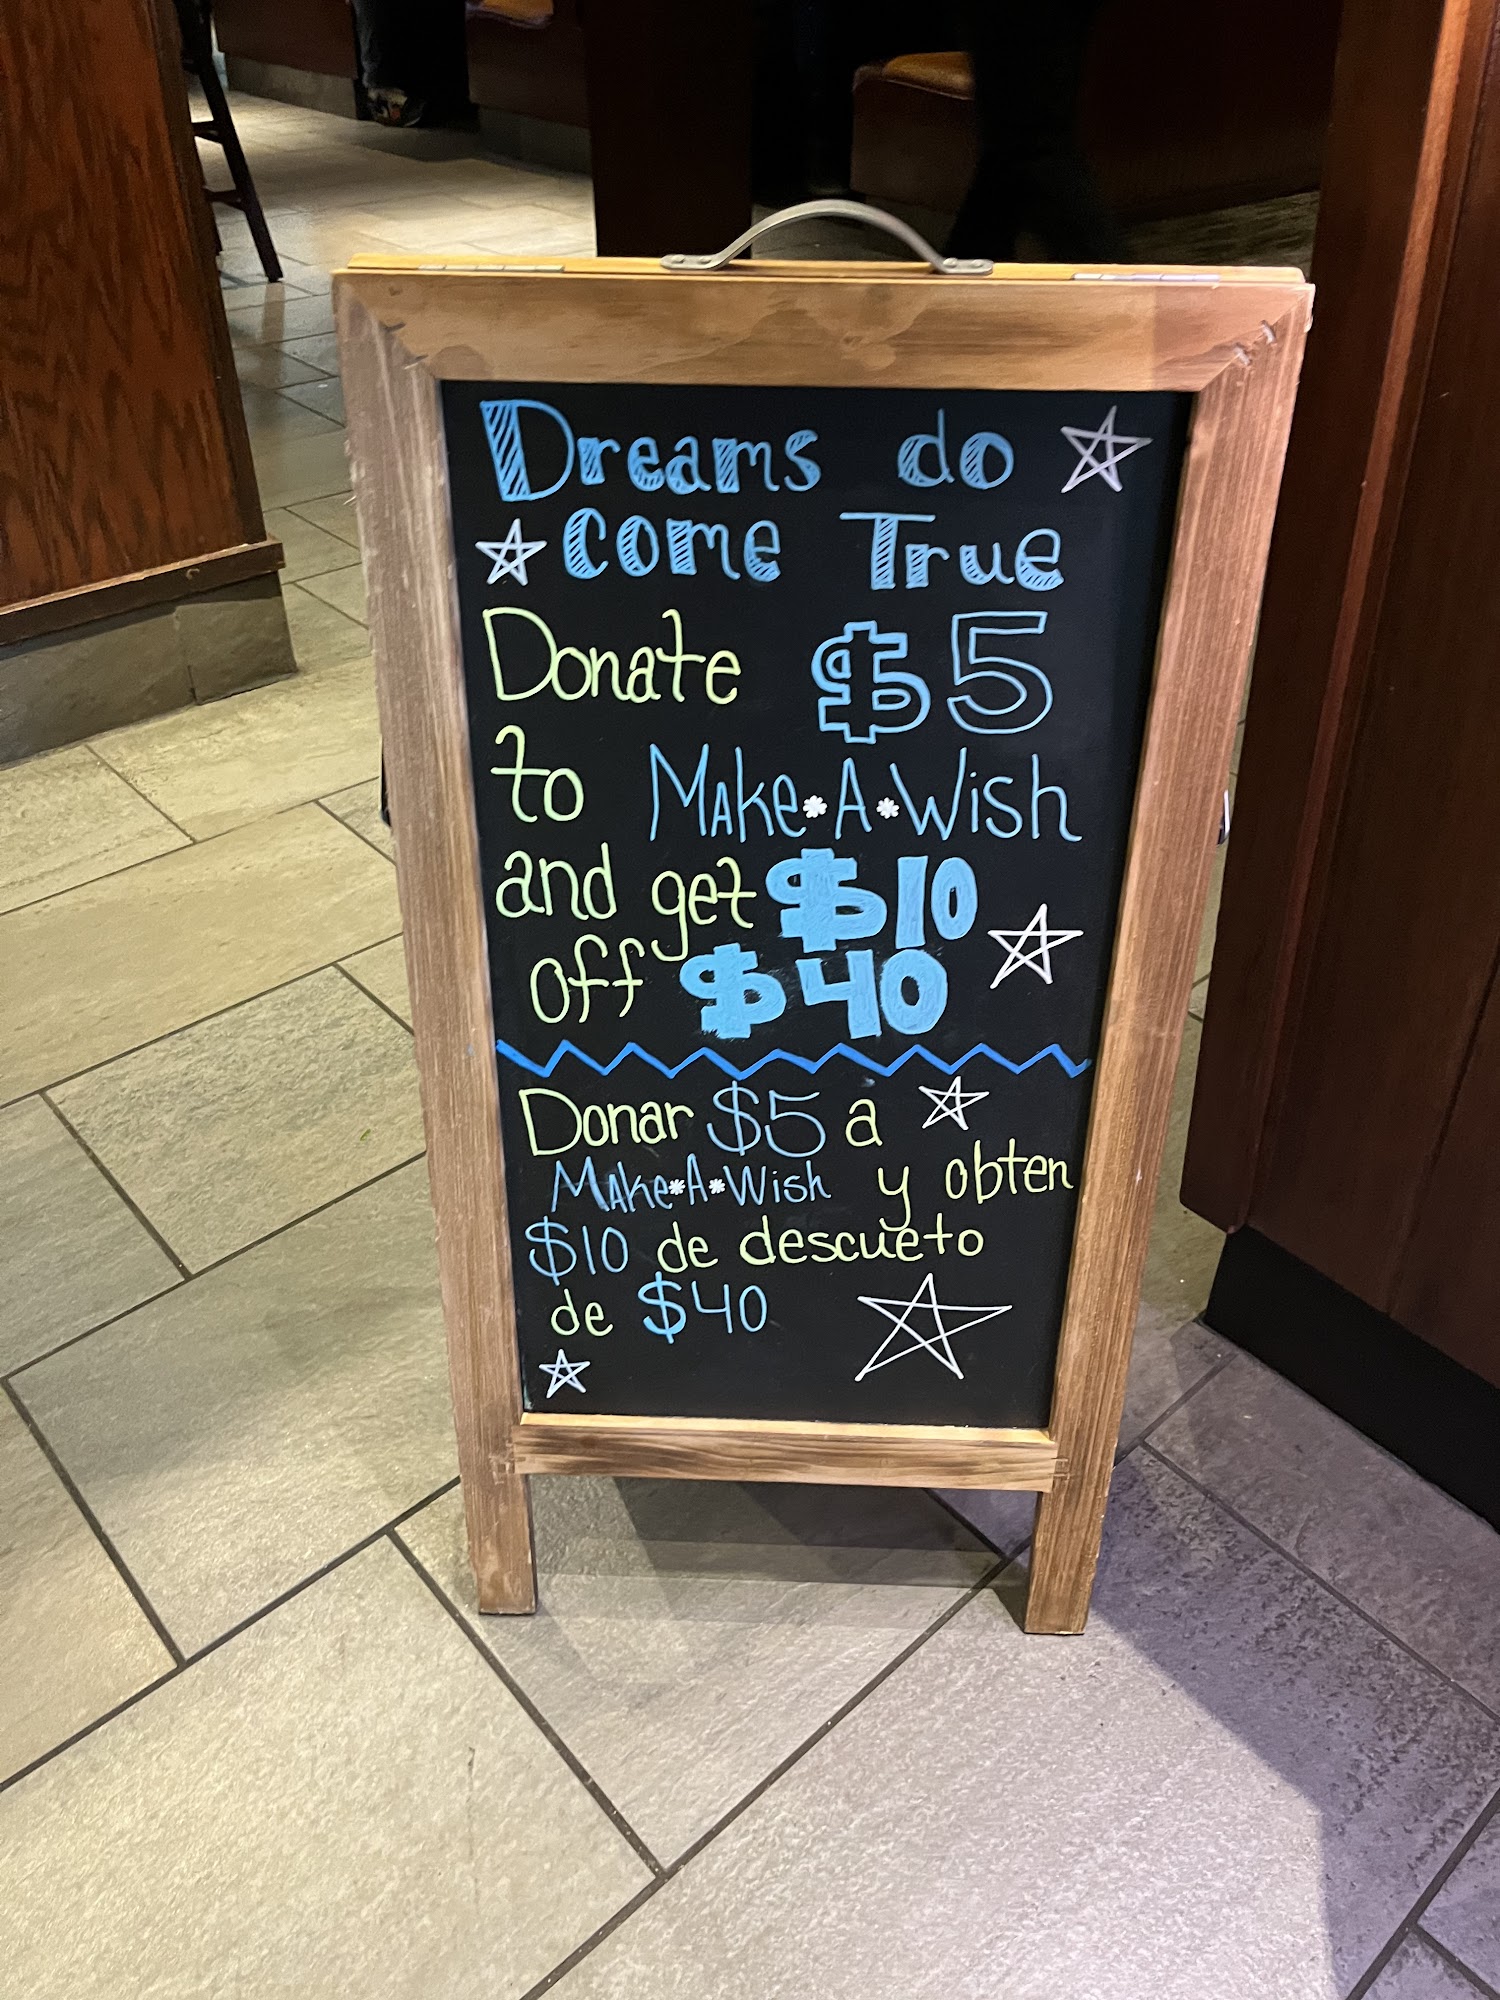 Dreams do
come True
Donate $5
to Make*A*Wish
and get $10
off $40
Donar $5 a
Make*A*Wish y obten
$10 de descueto
de $40